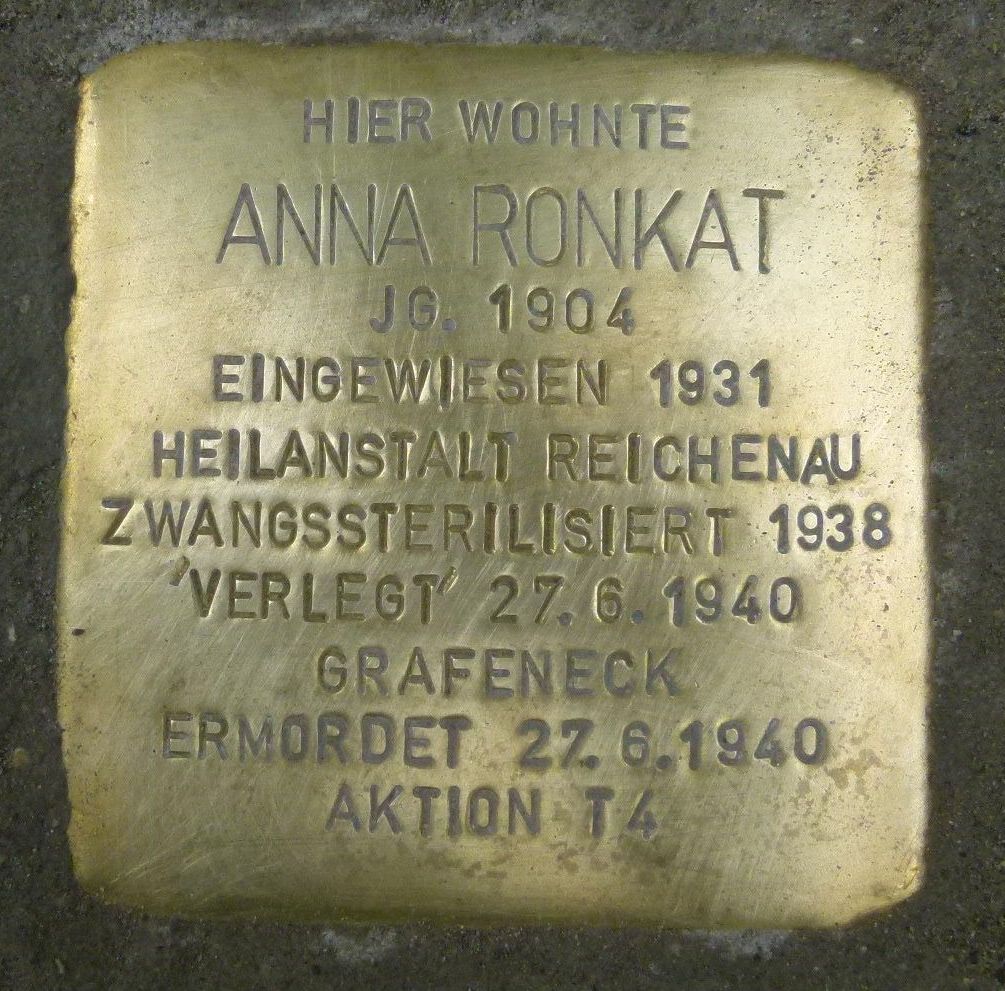 HIER WOHNTE
ANNA RONKAT
JG. 1904
EINGEWIESEN 1931
HEILANSTALT REICHENAU
ZWANGSSTERILISIERT 1938
'VERLEGT' 27.6.1940
GRAFENECK
ERMORDET 27.6.1940
AKTION T4